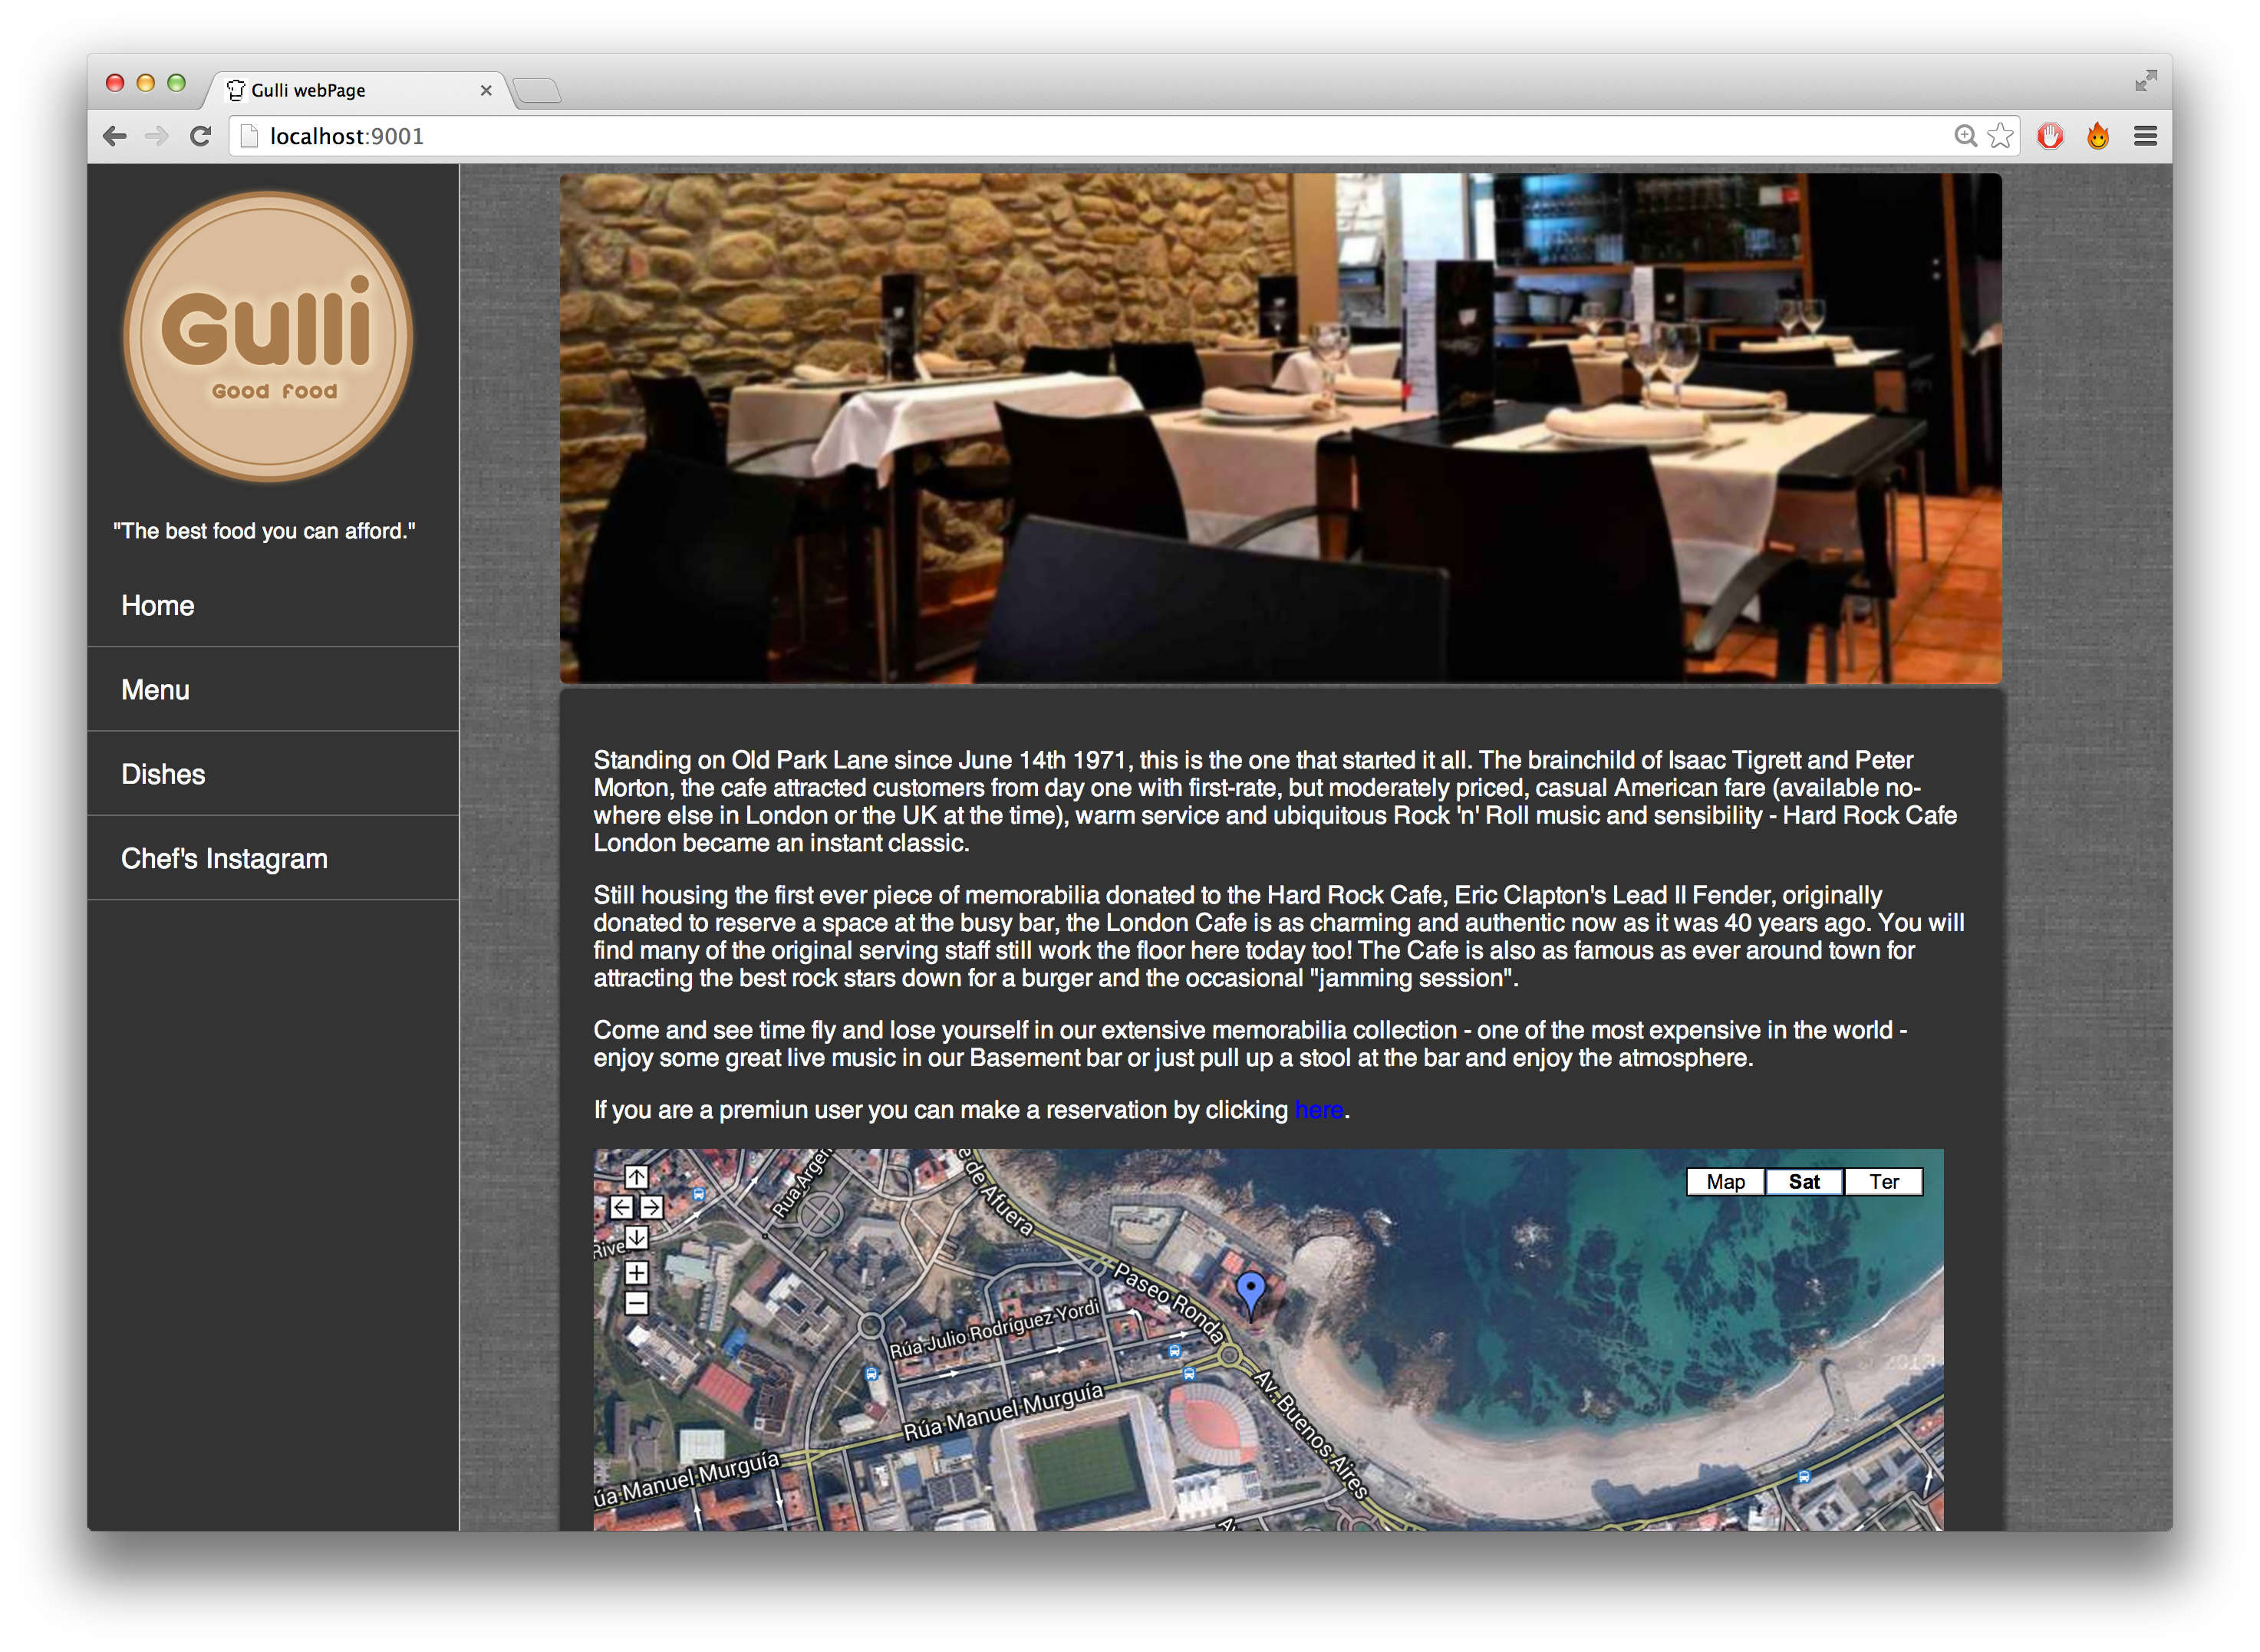 Gulli webPage
localhost:9001
Gulli
Good Food
"The best food you can afford."
Home
Menu
Dishes
Chef's Instagram
Standing on Old Park Lane since June 14th 1971, this is the one that started it all. The brainchild of Isaac Tigrett and Peter
Morton, the cafe attracted customers from day one with first-rate, but moderately priced, casual American fare (available no-
where else in London or the UK at the time), warm service and ubiquitous Rock 'n' Roll music and sensibility - Hard Rock Cafe
London became an instant classic.
Still housing the first ever piece of memorabilia donated to the Hard Rock Cafe, Eric Clapton's Lead II Fender, originally
donated to reserve a space at the busy bar, the London Cafe is as charming and authentic now as it was 40 years ago. You will
find many of the original serving staff still work the floor here today too! The Cafe is also as famous as ever around town for
attracting the best rock stars down for a burger and the occasional "jamming session".
Come and see time fly and lose yourself in our extensive memorabilia collection - one of the most expensive in the world -
enjoy some great live music in our Basement bar or just pull up a stool at the bar and enjoy the atmosphere.
If you are a premiun user you can make a reservation by clicking here.
Map Sat Ter
Rúa Argen
e de Afuera
Rive
Paseo Ronda
Rúa Julio Rodríguez Yordi
© 2013
Rúa Manuel Murguía
Av. Buenos Aires
úa Manuel Murguía
Av